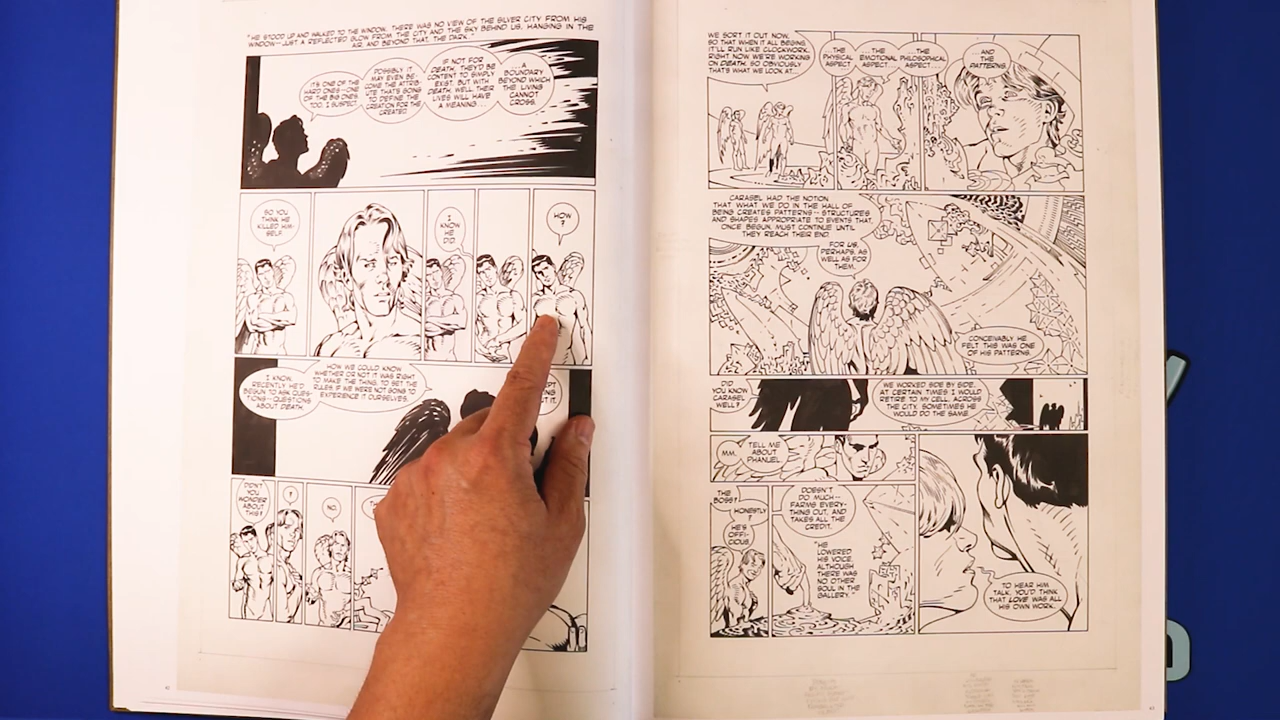 "HE STOOD UP AND WALKED TO THE WINDOW. THERE WAS NO VIEW OF THE SILVER CITY FROM HIS
WINDOW--JUST A REFLECTED GLOW FROM THE CITY AND THE SKY BEHIND US, HANGING IN THE
AIR, AND BEYOND THAT, THE DARK."
IT IS ONE OF THE
HARD ONES--ONE
OF THE BIG ONES
TOO, I SUSPECT.
POSSIBLY IT
MAY EVEN BE-
COME THE ATTRIB-
UTE THAT'S GOING
TO DEFINE THE
CREATION FOR THE
CREATED.
IF NOT FOR
DEATH, THEY'D BE
CONTENT TO SIMPLY
EXIST. BUT WITH
DEATH, WELL, THEIR
LIVES WILL HAVE
A MEANING...
...A
BOUNDARY
BEYOND WHICH
THE LIVING
CANNOT
CROSS.
SO YOU
THINK HE
KILLED HIM-
SELF.
I
KNOW
HE
DID.
HOW
?
I KNOW.
RECENTLY HE'D
BEGUN TO ASK QUES-
TIONS--QUESTIONS
ABOUT DEATH.
HOW WE COULD KNOW
WHETHER OR NOT IT WAS RIGHT
TO MAKE THE THING, TO SET THE
RULES, IF WE WERE NOT GOING TO
EXPERIENCE IT OURSELVES.
DIDN'T
YOU
WONDER
ABOUT
THIS?
?
NO.
WE SORT IT OUT NOW,
SO THAT WHEN IT ALL BEGINS
IT'LL RUN LIKE CLOCKWORK.
RIGHT NOW WE'RE WORKING
ON DEATH. SO OBVIOUSLY
THAT'S WHAT WE LOOK AT...
...THE
PHYSICAL
ASPECT...
...THE
EMOTIONAL
ASPECT...
...THE
PHILOSOPHICAL
ASPECT...
...AND
THE
PATTERNS.
CARASEL HAD THE NOTION
THAT WHAT WE DO IN THE HALL OF
BEING CREATES PATTERNS--STRUCTURES
AND SHAPES APPROPRIATE TO EVENTS THAT,
ONCE BEGUN, MUST CONTINUE UNTIL
THEY REACH THEIR END.
FOR US,
PERHAPS, AS
WELL AS FOR
THEM.
CONCEIVABLY HE
FELT THIS WAS ONE
OF HIS PATTERNS.
DID
YOU KNOW
CARASEL
WELL?
WE WORKED SIDE BY SIDE.
AT CERTAIN TIMES I WOULD
RETIRE TO MY CELL, ACROSS
THE CITY. SOMETIMES HE
WOULD DO THE SAME.
MM.
TELL ME
ABOUT
PHANUEL.
THE
BOSS?
HONESTLY
?
HE'S
OFFI-
CIOUS.
DOESN'T
DO MUCH--
FARMS EVERY-
THING OUT, AND
TAKES ALL THE
CREDIT.
"HE
LOWERED
HIS VOICE,
ALTHOUGH
THERE WAS
NO OTHER
SOUL IN THE
GALLERY."
TO HEAR HIM
TALK, YOU'D THINK
THAT LOVE WAS ALL
HIS OWN WORK.